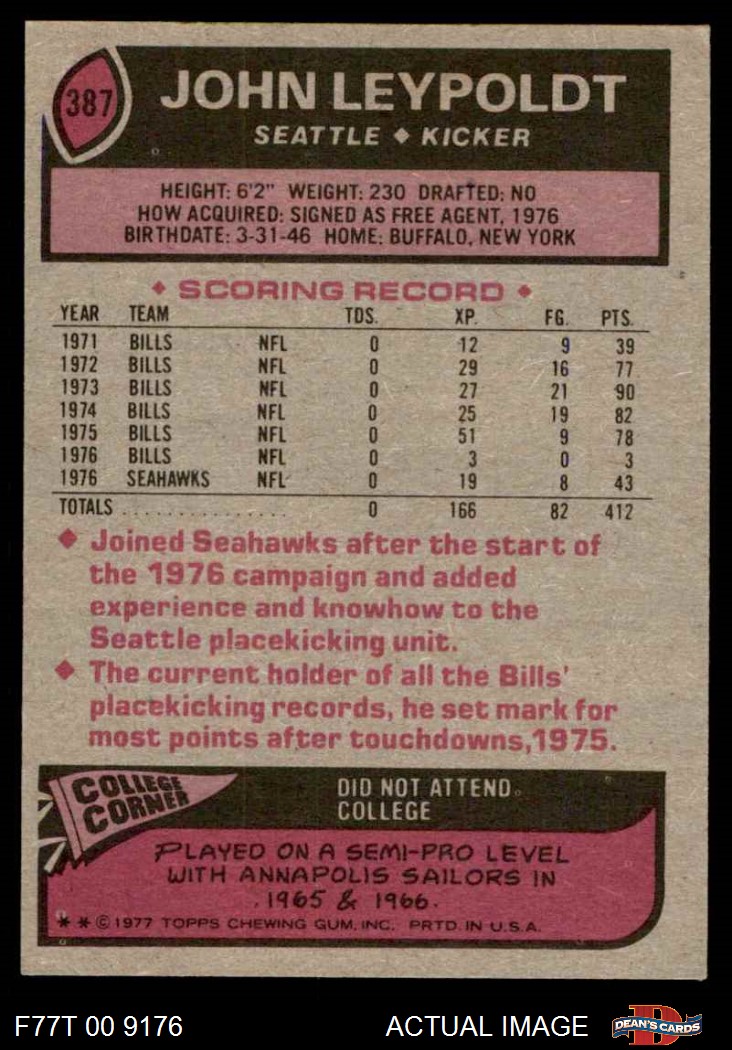 387
JOHN LEYPOLDT
SEATTLE ♦ KICKER
HEIGHT: 6'2" WEIGHT: 230 DRAFTED: NO
HOW ACQUIRED: SIGNED AS FREE AGENT, 1976
BIRTHDATE: 3-31-46 HOME: BUFFALO, NEW YORK
♦ SCORING RECORD ♦
YEAR TEAM TDS. XP. FG. PTS.
1971 BILLS NFL 0 12 9 39
1972 BILLS NFL 0 29 16 77
1973 BILLS NFL 0 27 21 90
1974 BILLS NFL 0 25 19 82
1975 BILLS NFL 0 51 9 78
1976 BILLS NFL 0 3 0 3
1976 SEAHAWKS NFL 0 19 8 43
TOTALS ................ 0 166 82 412
♦ Joined Seahawks after the start of
the 1976 campaign and added
experience and knowhow to the
Seattle placekicking unit.
♦ The current holder of all the Bills'
placekicking records, he set mark for
most points after touchdowns,1975.
COLLEGE
CORNER
DID NOT ATTEND
COLLEGE
PLAYED ON A SEMI-PRO LEVEL
WITH ANNAPOLIS SAILORS IN
1965 & 1966.
* * © 1977 TOPPS CHEWING GUM, INC. PRTD. IN U.S.A.
F77T 00 9176 ACTUAL IMAGE D DEAN'S CARDS